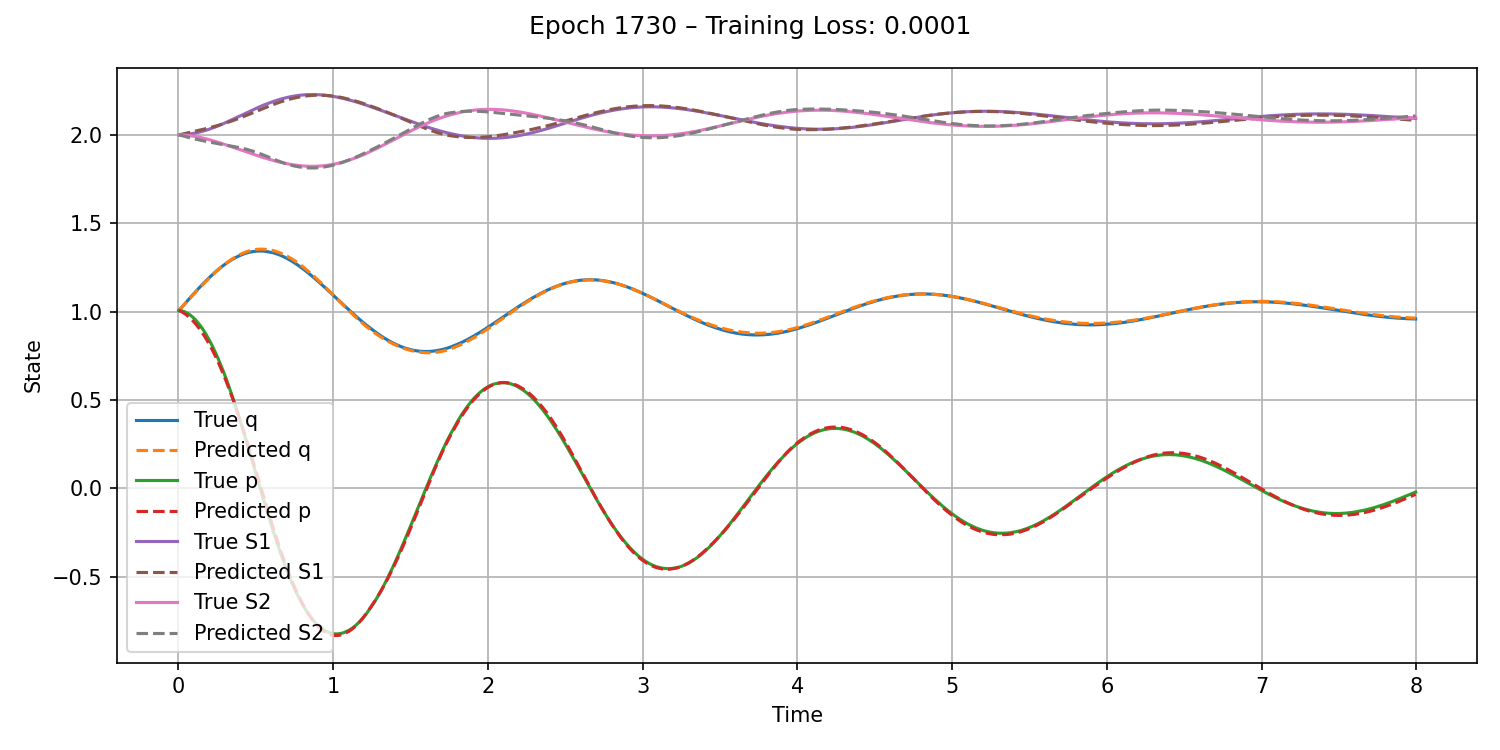 Epoch 1730 – Training Loss: 0.0001
State
2.0
1.5
1.0
0.5
0.0
−0.5
True q
Predicted q
True p
Predicted p
True S1
Predicted S1
True S2
Predicted S2
0 1 2 3 4 5 6 7 8
Time